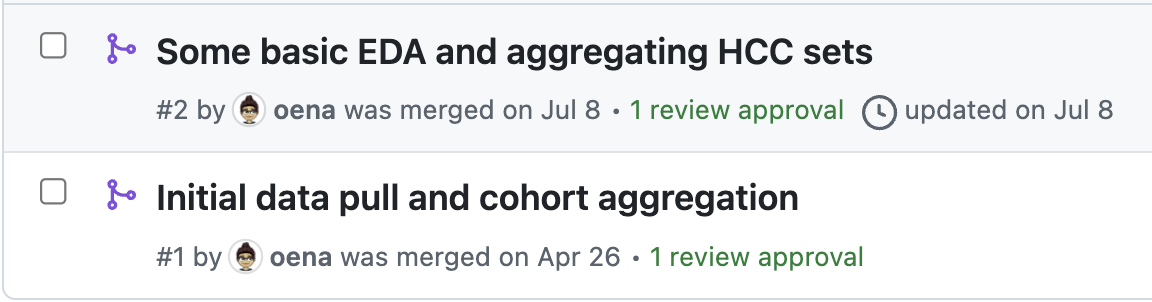 Some basic EDA and aggregating HCC sets
#2 by oena was merged on Jul 8 • 1 review approval updated on Jul 8
Initial data pull and cohort aggregation
#1 by oena was merged on Apr 26 • 1 review approval